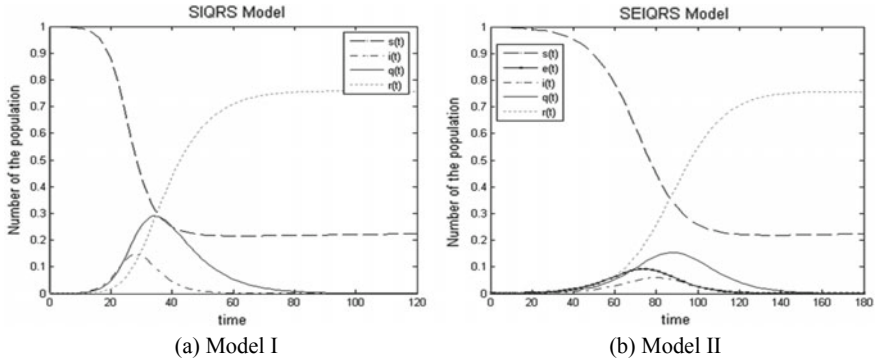 SIQRS Model
Number of the population
1
0.9
0.8
0.7
0.6
0.5
0.4
0.3
0.2
0.1
0
0 20 40 60 80 100 120
time
s(t)
i(t)
q(t)
r(t)
(a) Model I
SEIQRS Model
Number of the population
1
0.9
0.8
0.7
0.6
0.5
0.4
0.3
0.2
0.1
0
0 20 40 60 80 100 120 140 160 180
time
s(t)
e(t)
i(t)
q(t)
r(t)
(b) Model II